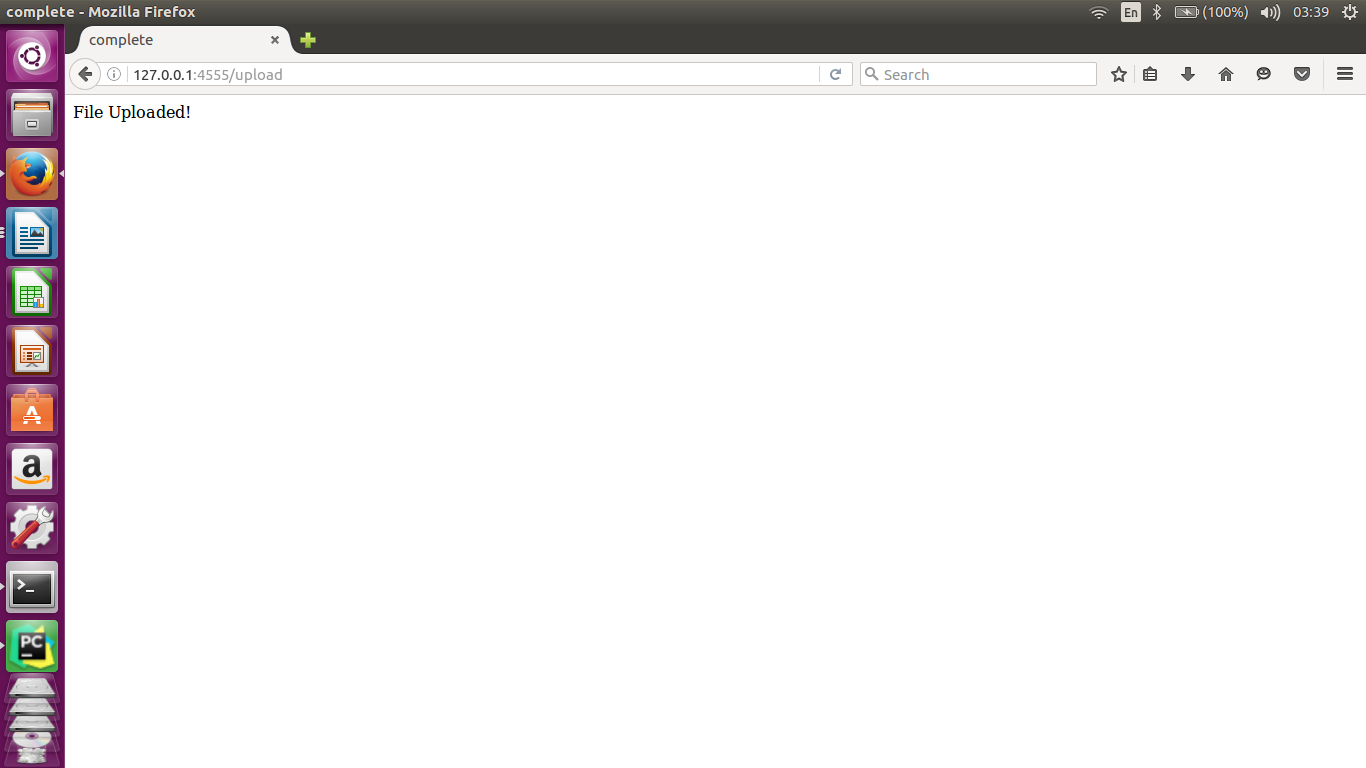 complete - Mozilla Firefox
En
(100%)
03:39
complete
127.0.0.1:4555/upload
Search
File Uploaded!
A
a
>_
PC